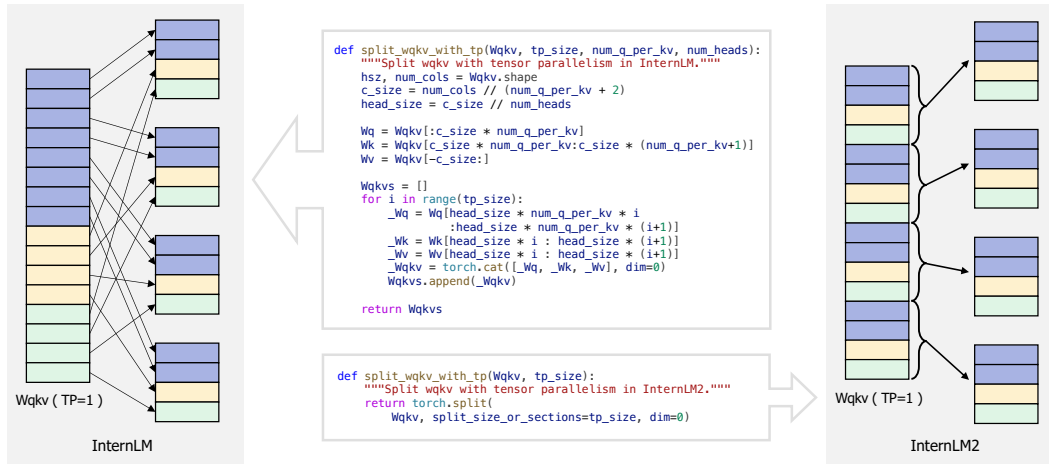 def split_wqkv_with_tp(Wqkv, tp_size, num_q_per_kv, num_heads):
    """Split wqkv with tensor parallelism in InternLM."""
    hsz, num_cols = Wqkv.shape
    c_size = num_cols // (num_q_per_kv + 2)
    head_size = c_size // num_heads

    Wq = Wqkv[:c_size * num_q_per_kv]
    Wk = Wqkv[c_size * num_q_per_kv:c_size * (num_q_per_kv+1)]
    Wv = Wqkv[-c_size:]

    Wqkvs = []
    for i in range(tp_size):
        _Wq = Wq[head_size * num_q_per_kv * i
                 :head_size * num_q_per_kv * (i+1)]
        _Wk = Wk[head_size * i : head_size * (i+1)]
        _Wv = Wv[head_size * i : head_size * (i+1)]
        _Wqkv = torch.cat([_Wq, _Wk, _Wv], dim=0)
        Wqkvs.append(_Wqkv)

    return Wqkvs
def split_wqkv_with_tp(Wqkv, tp_size):
    """Split wqkv with tensor parallelism in InternLM2."""
    return torch.split(
        Wqkv, split_size_or_sections=tp_size, dim=0)
Wqkv ( TP=1 )
InternLM
Wqkv ( TP=1 )
InternLM2